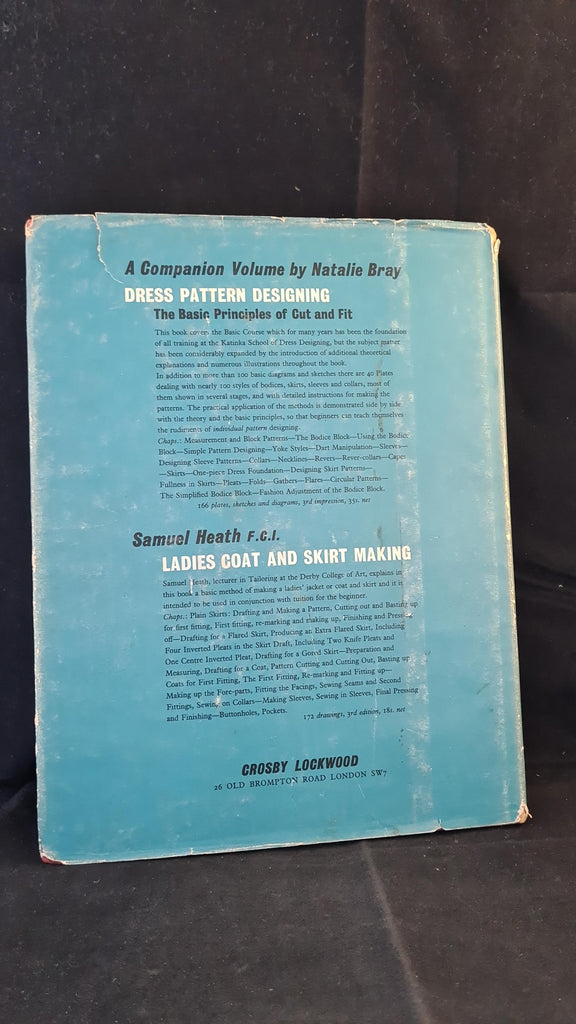 A Companion Volume by Natalie Bray
DRESS PATTERN DESIGNING
The Basic Principles of Cut and Fit
This book covers the Basic Course which for many years has been the foundation
of all training at the Katinka School of Dress Designing, but the subject matter
has been considerably expanded by the introduction of additional theoretical
explanations and numerous illustrations throughout the book.
In addition to more than 100 basic diagrams and sketches there are 40 Plates
dealing with nearly 100 styles of bodices, skirts, sleeves and collars, most of
them shown in several stages, and with detailed instructions for making the
patterns. The practical application of the methods is demonstrated side by side
with the theory and the basic principles, so that beginners can teach themselves
the rudiments of individual pattern designing.
Chaps.: Measurement and Block Patterns—The Bodice Block—Using the Bodice
Block—Simple Pattern Designing—Yoke Styles—Dart Manipulation—Sleeves—
Designing Sleeve Patterns—Collars—Necklines—Revers—Rever-collars—Capes
—Skirts—One-piece Dress Foundation—Designing Skirt Patterns—
Fullness in Skirts—Pleats—Folds—Gathers—Flares—Circular Patterns—
The Simplified Bodice Block—Fashion Adjustment of the Bodice Block.
166 plates, sketches and diagrams, 3rd impression, 35s. net
Samuel Heath F.C.I.
LADIES COAT AND SKIRT MAKING
Samuel Heath, lecturer in Tailoring at the Derby College of Art, explains in
this book a basic method of making a ladies' jacket or coat and skirt and it is
intended to be used in conjunction with tuition for the beginner.
Chaps.: Plain Skirts: Drafting and Making a Pattern, Cutting out and Basting up
for first fitting, First fitting, re-marking and making up, Finishing and Pressing
off—Drafting for a Flared Skirt, Producing an Extra Flared Skirt, Including
Four Inverted Pleats in the Skirt Draft, Including Two Knife Pleats and
One Centre Inverted Pleat, Drafting for a Gored Skirt—Preparation and
Measuring, Drafting for a Coat, Pattern Cutting and Cutting Out, Basting up
Coats for First Fitting, The First Fitting, Re-marking and Fitting up—
Making up the Fore-parts, Fitting the Facings, Sewing Seams and Second
Fittings, Sewing on Collars—Making Sleeves, Sewing in Sleeves, Final Pressing
and Finishing—Buttonholes, Pockets.
172 drawings, 3rd edition, 18s. net
CROSBY LOCKWOOD
26 OLD BROMPTON ROAD LONDON SW7